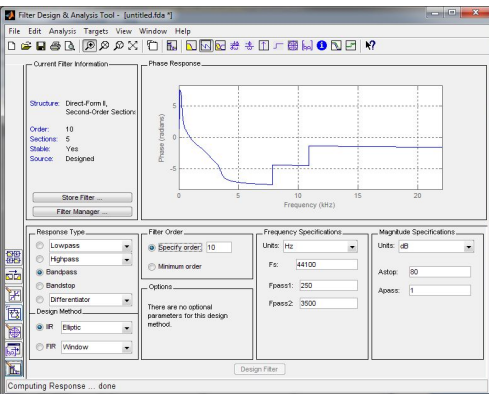 Filter Design & Analysis Tool - [untitled.fda *]
File Edit Analysis Targets View Window Help
Current Filter Information
Structure: Direct-Form II,
Second-Order Sections
Order: 10
Sections: 5
Stable: Yes
Source: Designed
Store Filter ...
Filter Manager ...
Phase Response
Phase (radians)
5
0
-5
0 5 10 15 20
Frequency (kHz)
Response Type
Lowpass
Highpass
Bandpass
Bandstop
Differentiator
Design Method
IIR Elliptic
FIR Window
Filter Order
Specify order: 10
Minimum order
Options
There are no optional
parameters for this design
method.
Frequency Specifications
Units: Hz
Fs: 44100
Fpass1: 250
Fpass2: 3500
Magnitude Specifications
Units: dB
Astop: 80
Apass: 1
Design Filter
Computing Response ... done